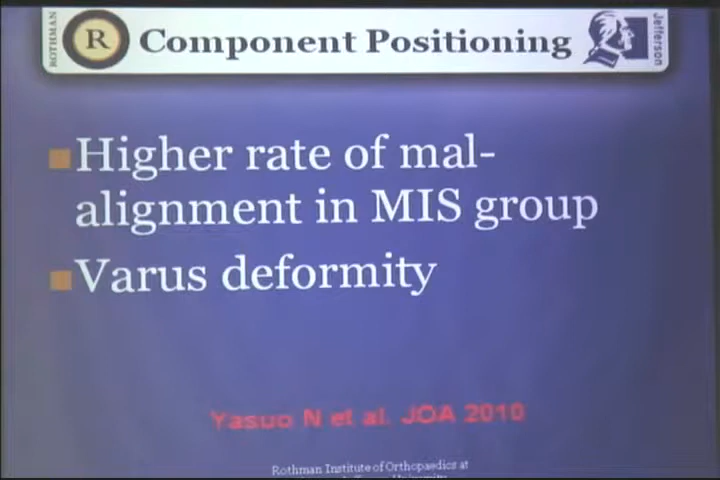 ROTHMAN
R
Component Positioning
Jefferson
Higher rate of mal-
alignment in MIS group
Varus deformity
Yasuo N et al. JOA 2010
Rothman Institute of Orthopaedics at